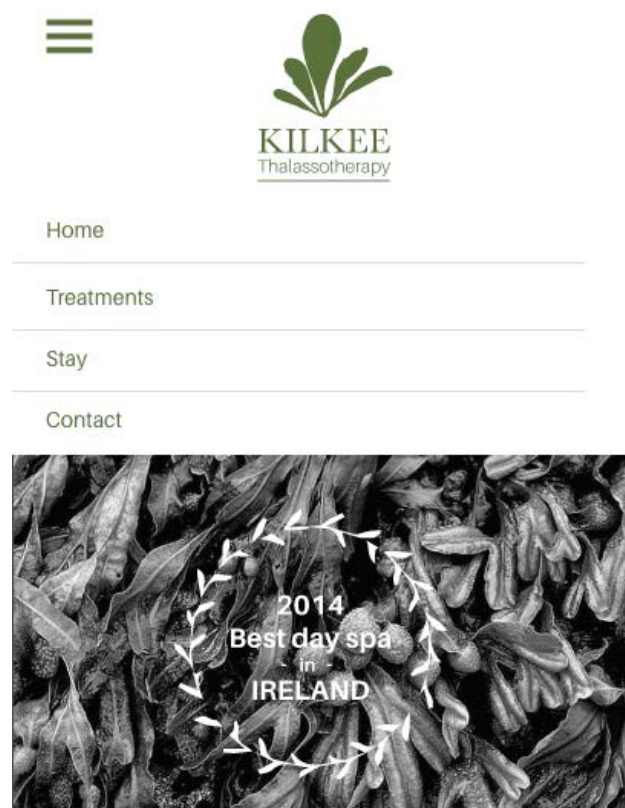 KILKEE
Thalassotherapy
Home
Treatments
Stay
Contact
2014
Best day spa
- in -
IRELAND